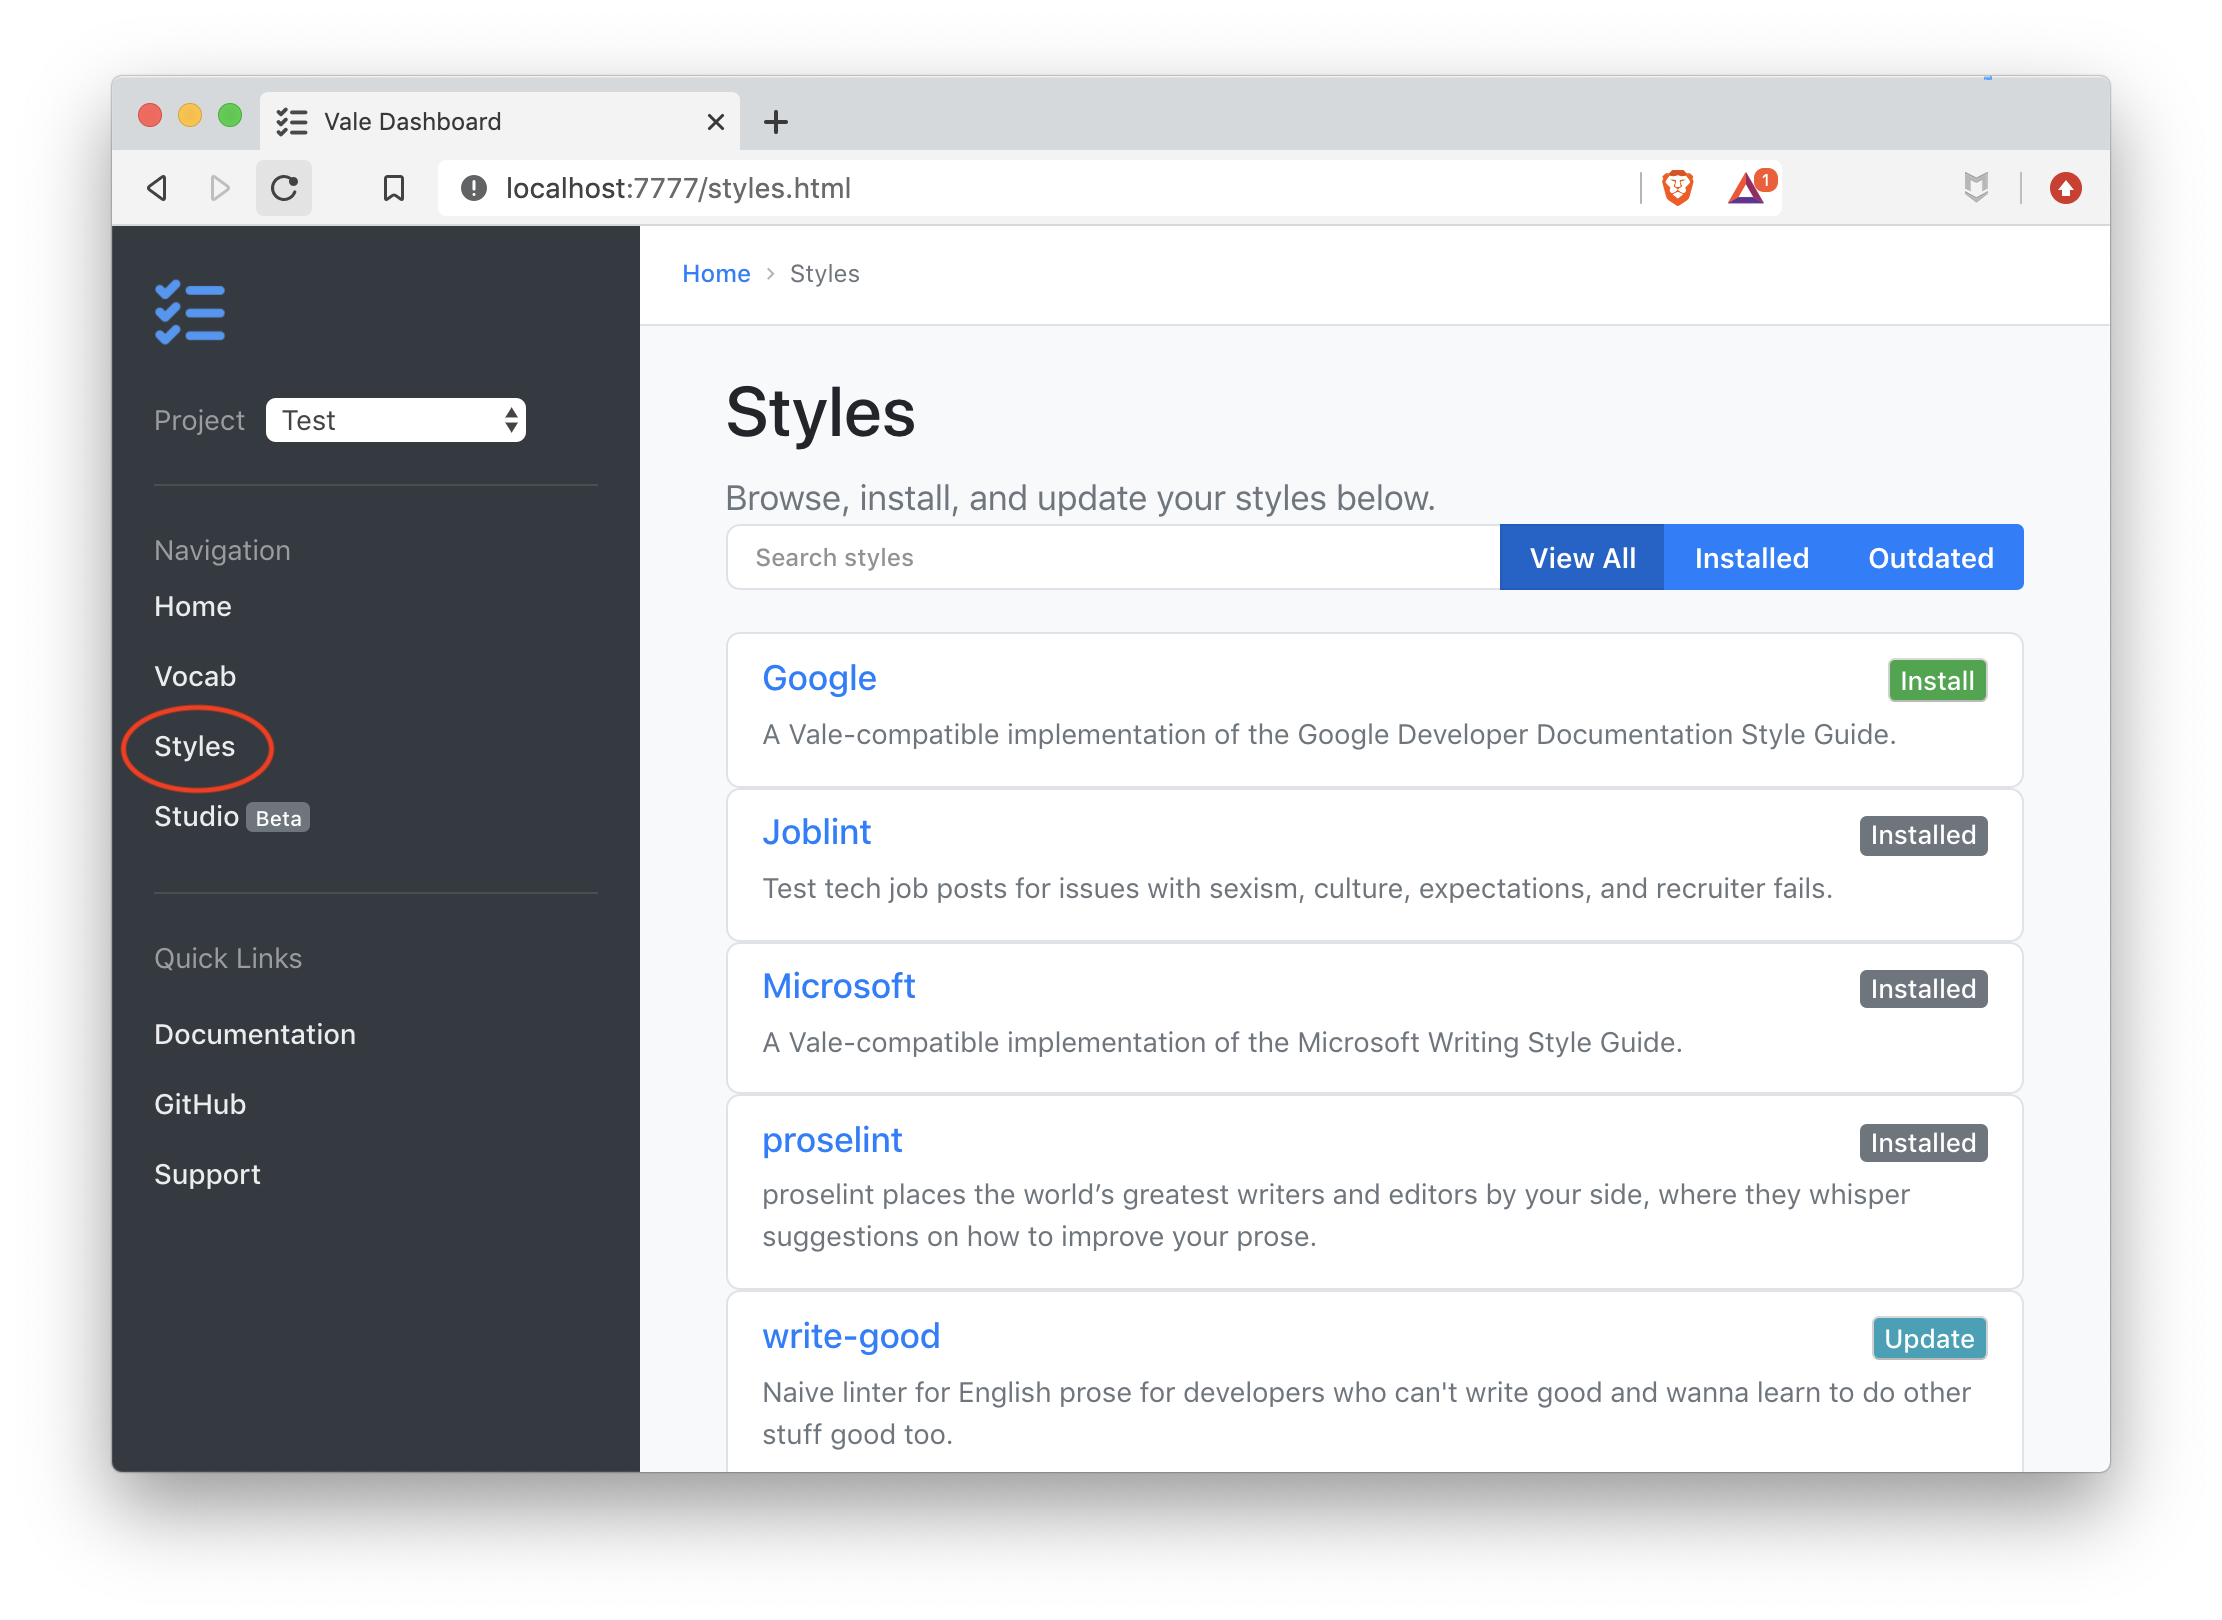 Vale Dashboard
localhost:7777/styles.html
1
Project
Test
Navigation
Home
Vocab
Styles
Studio Beta
Quick Links
Documentation
GitHub
Support
Home › Styles
Styles
Browse, install, and update your styles below.
Search styles
View All
Installed
Outdated
Google
Install
A Vale-compatible implementation of the Google Developer Documentation Style Guide.
Joblint
Installed
Test tech job posts for issues with sexism, culture, expectations, and recruiter fails.
Microsoft
Installed
A Vale-compatible implementation of the Microsoft Writing Style Guide.
proselint
Installed
proselint places the world’s greatest writers and editors by your side, where they whisper
suggestions on how to improve your prose.
write-good
Update
Naive linter for English prose for developers who can't write good and wanna learn to do other
stuff good too.